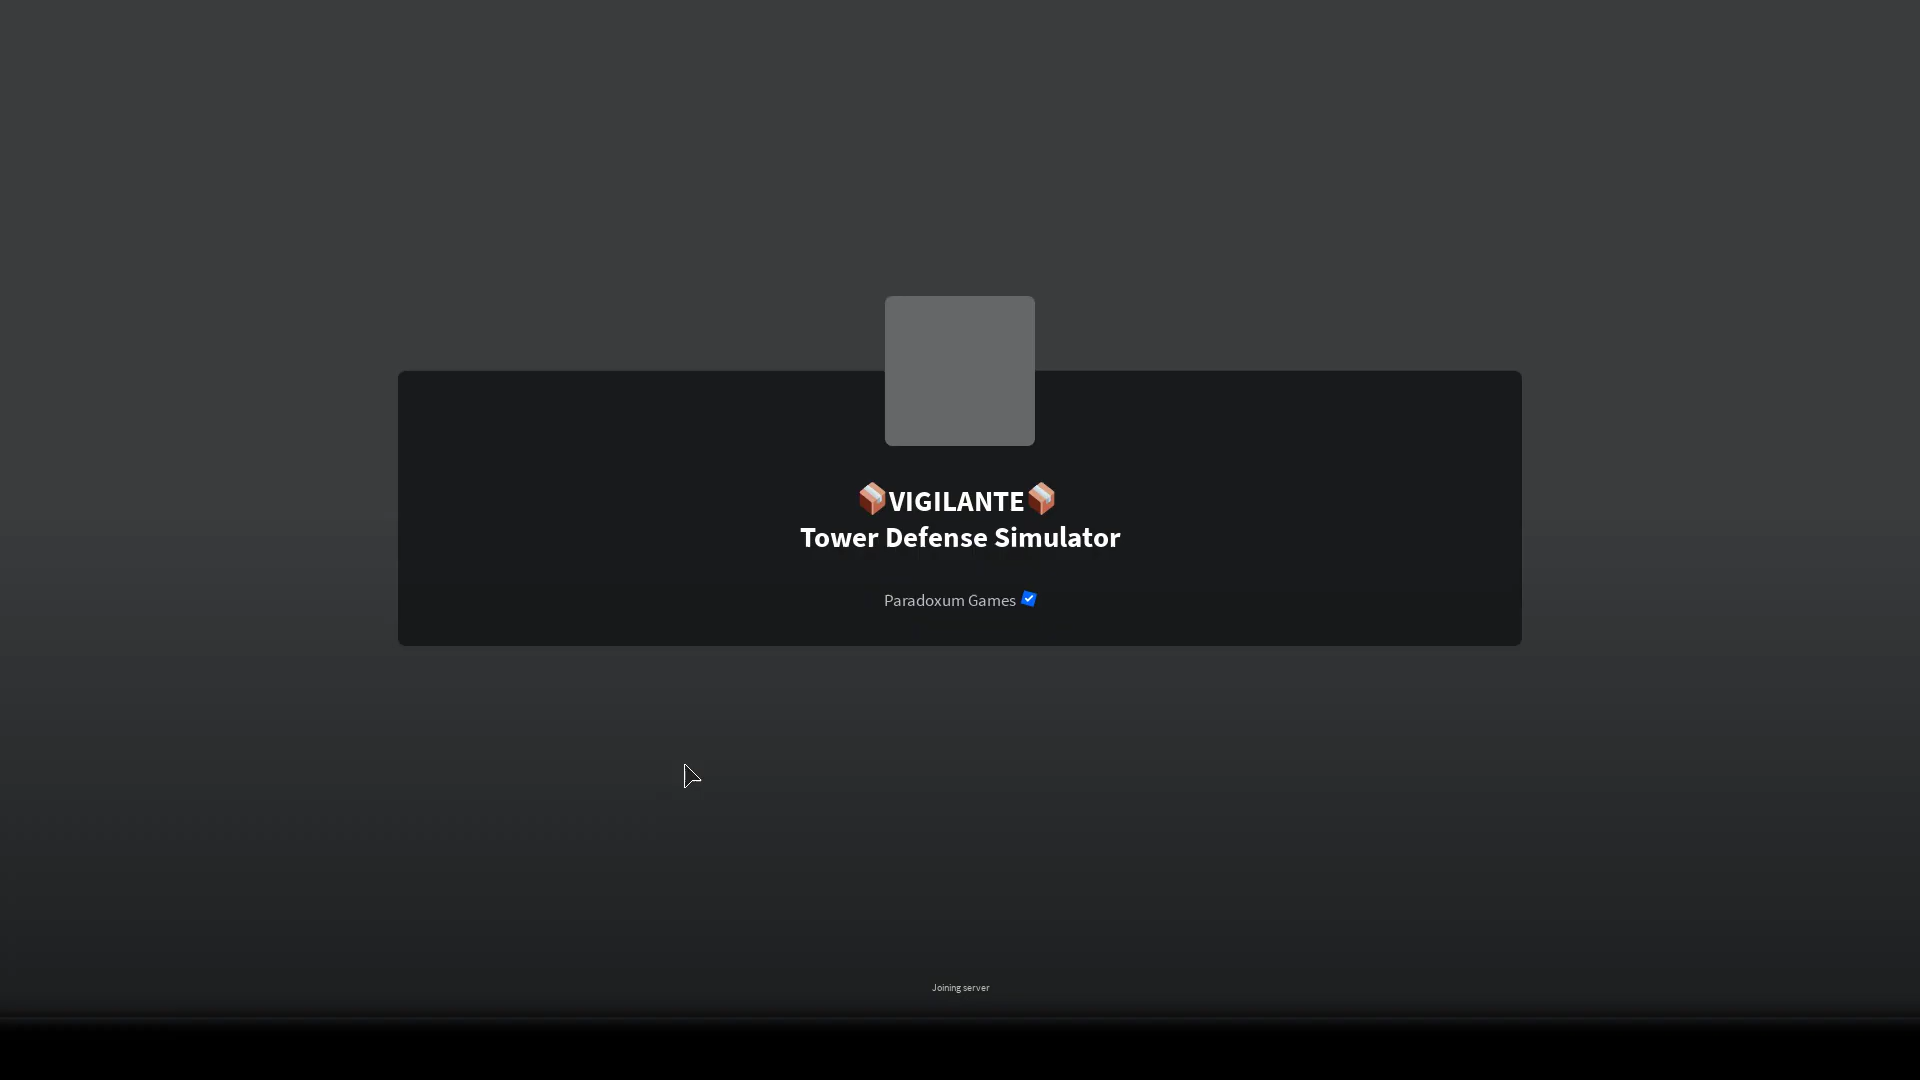 📦VIGILANTE📦
Tower Defense Simulator
Paradoxum Games
Joining server